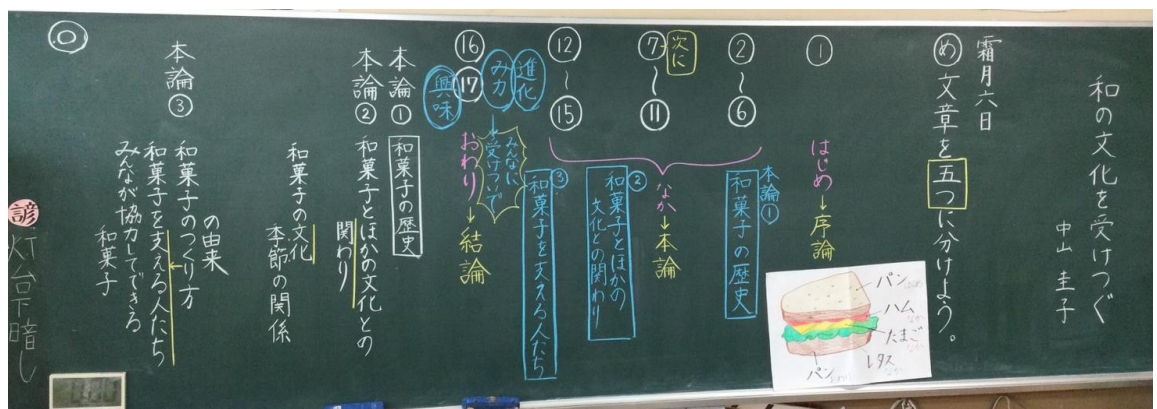 和の文化を受けつぐ
中山 圭子
霜月六日
め 文章を五つに分けよう。
① はじめ→序論
パン
ハム なか
たまご なか
レタス なか
パン
②〜⑥ 本論① 和菓子の歴史
次に
⑦〜⑪ なか→本論
② 和菓子とほかの
文化との関わり
⑫〜⑮ ③ 和菓子を支える人たち
進化
み力
興味
みんなに
受けついで
⑯ ⑰ おわり→結論
本論① 和菓子の歴史
本論② 和菓子とほかの文化との
関わり
和菓子の文化
季節の関係
の由来
本論③ 和菓子のつくり方
和菓子を支える人たち
みんなが協力してできる
和菓子
諺 灯台下暗し